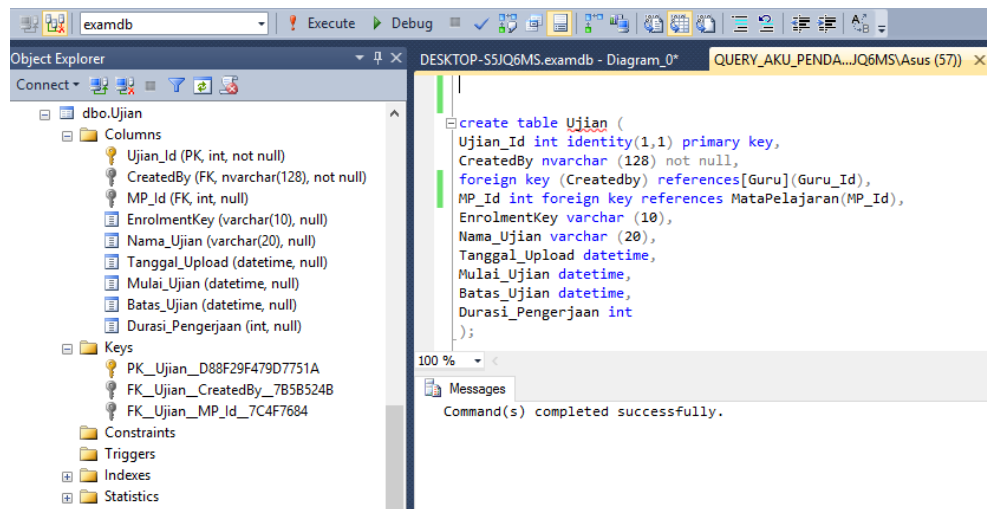 examdb
Execute
Debug
Object Explorer
Connect
dbo.Ujian
Columns
Ujian_Id (PK, int, not null)
CreatedBy (FK, nvarchar(128), not null)
MP_Id (FK, int, null)
EnrolmentKey (varchar(10), null)
Nama_Ujian (varchar(20), null)
Tanggal_Upload (datetime, null)
Mulai_Ujian (datetime, null)
Batas_Ujian (datetime, null)
Durasi_Pengerjaan (int, null)
Keys
PK__Ujian__D88F29F479D7751A
FK__Ujian__CreatedBy__7B5B524B
FK__Ujian__MP_Id__7C4F7684
Constraints
Triggers
Indexes
Statistics
DESKTOP-S5JQ6MS.examdb - Diagram_0*
QUERY_AKU_PENDA...JQ6MS\Asus (57))
create table Ujian (
Ujian_Id int identity(1,1) primary key,
CreatedBy nvarchar (128) not null,
foreign key (Createdby) references[Guru](Guru_Id),
MP_Id int foreign key references MataPelajaran(MP_Id),
EnrolmentKey varchar (10),
Nama_Ujian varchar (20),
Tanggal_Upload datetime,
Mulai_Ujian datetime,
Batas_Ujian datetime,
Durasi_Pengerjaan int
);
100 %
Messages
Command(s) completed successfully.